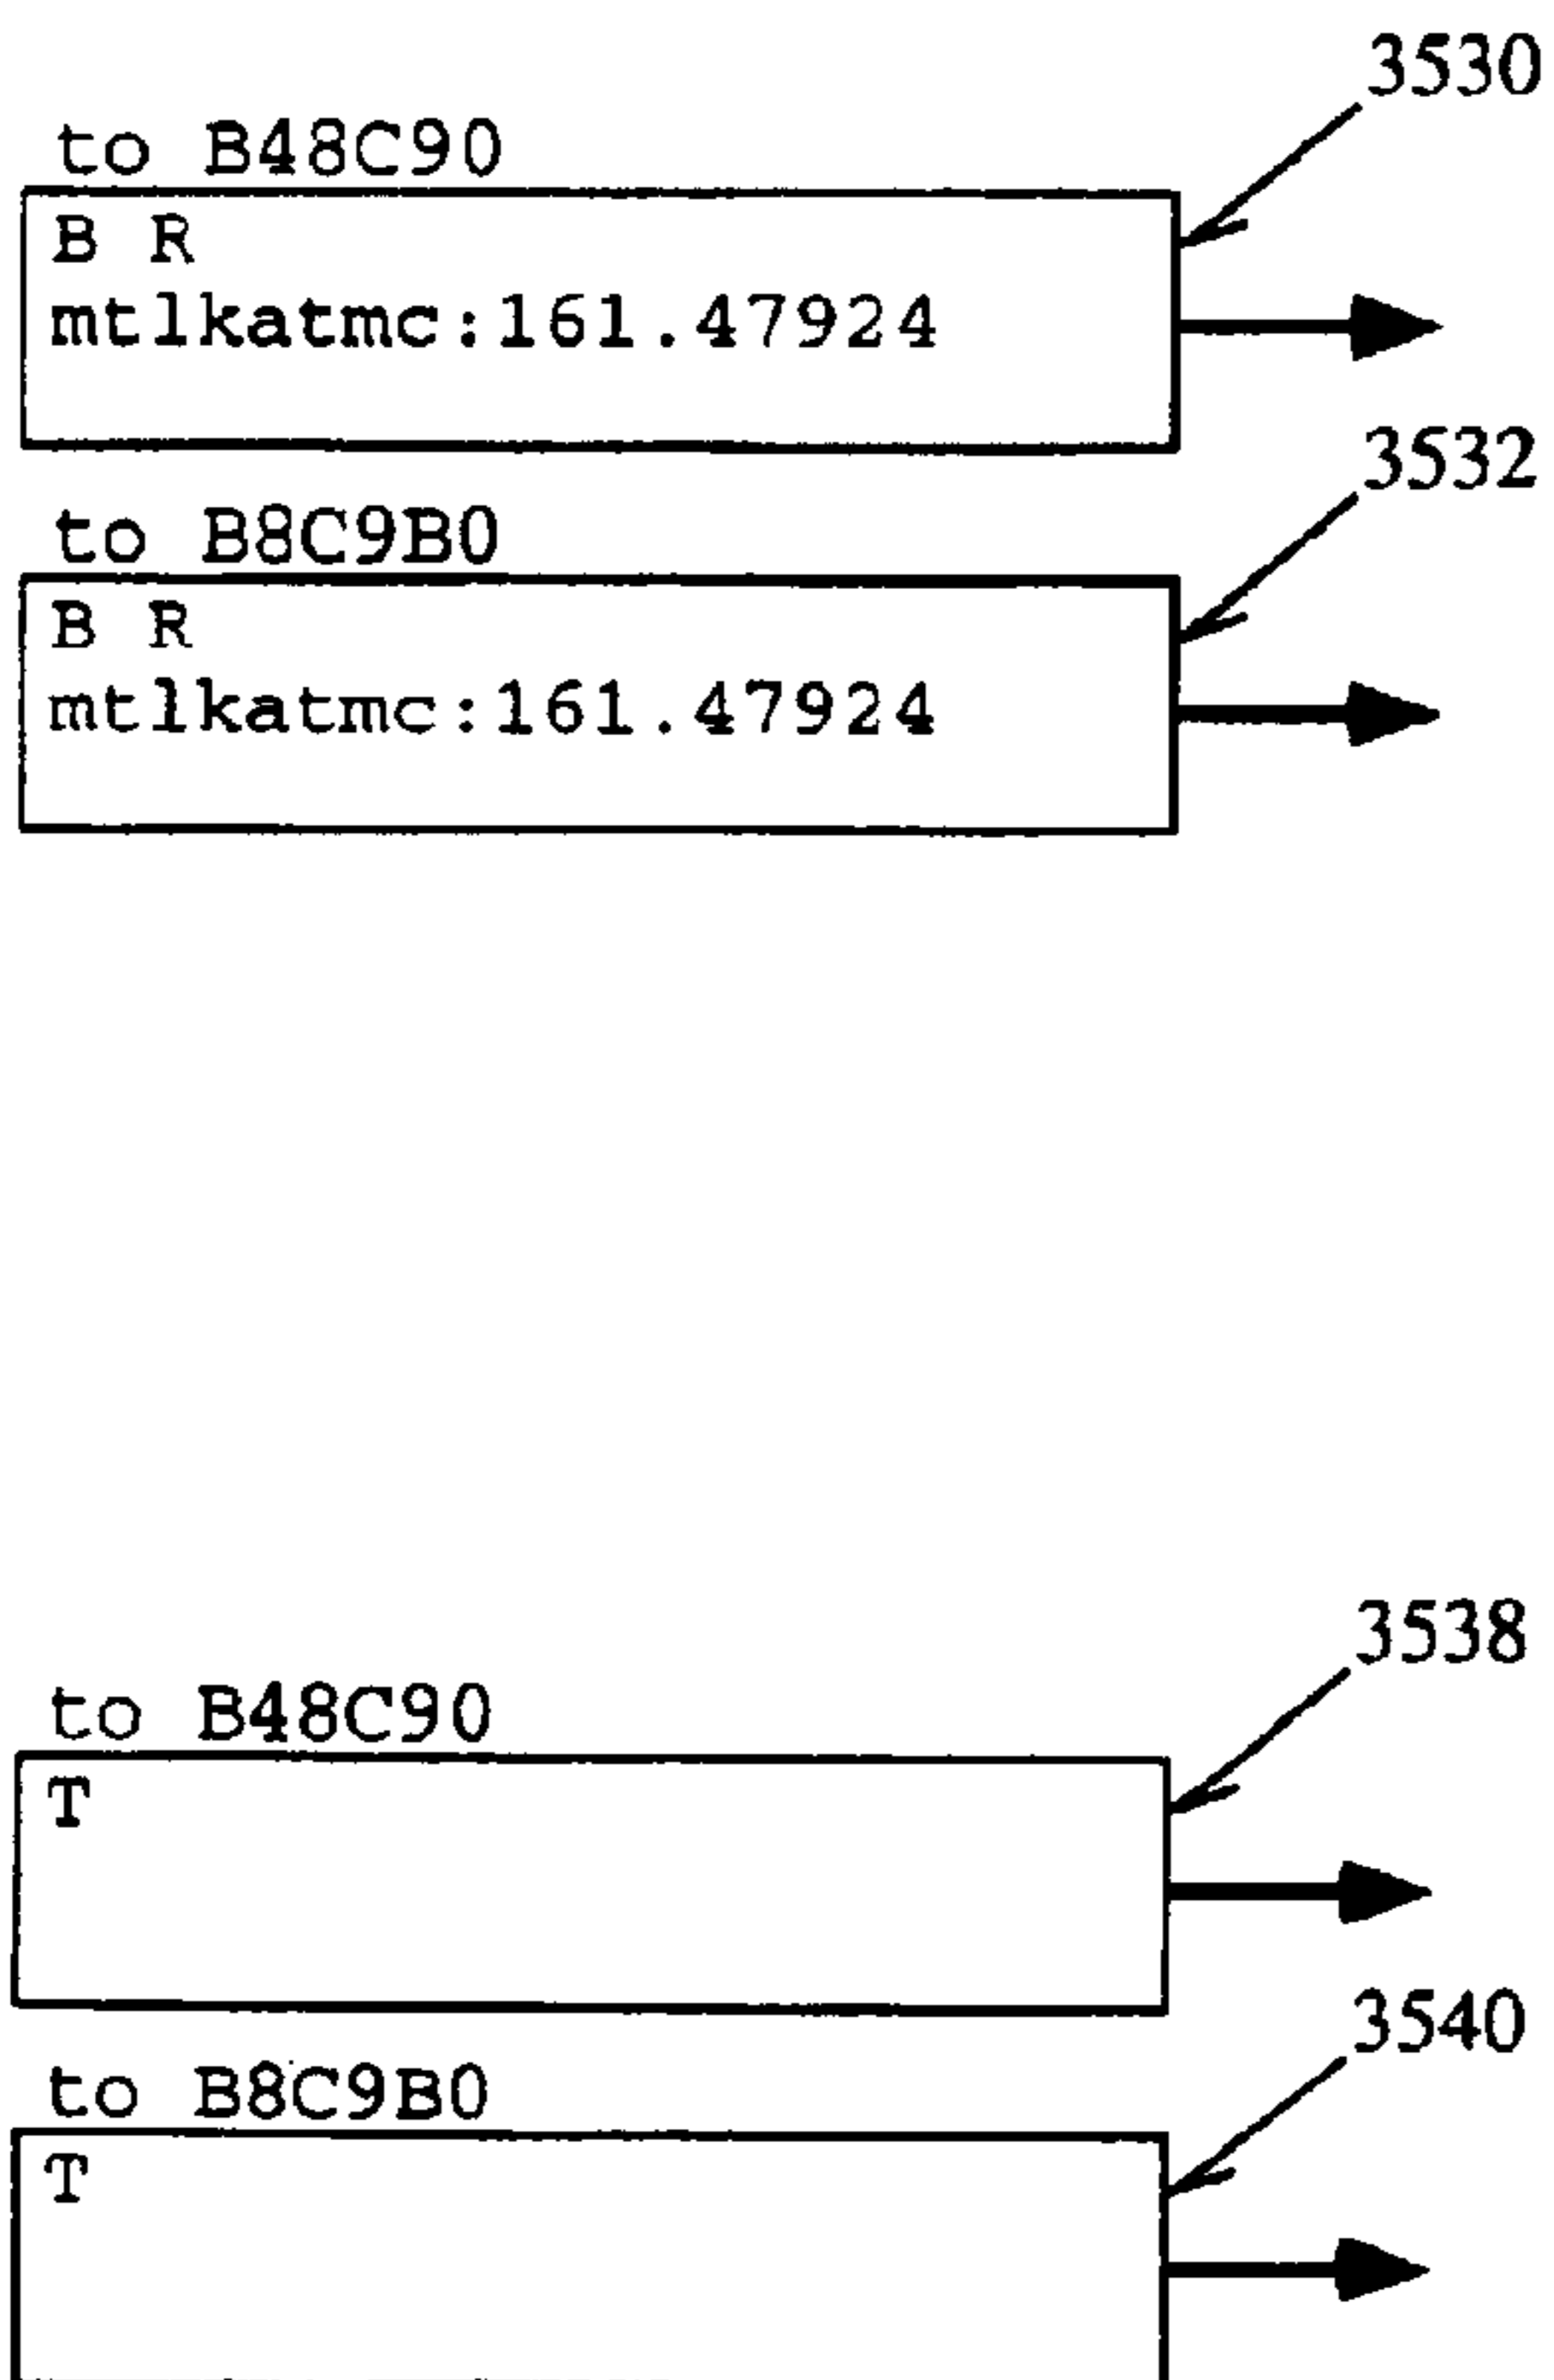 3530
to B48C90
B R
mtlkatmc:161.47924
3532
to B8C9B0
B R
mtlkatmc:161.47924
3538
to B48C90
T
3540
to B8C9B0
T